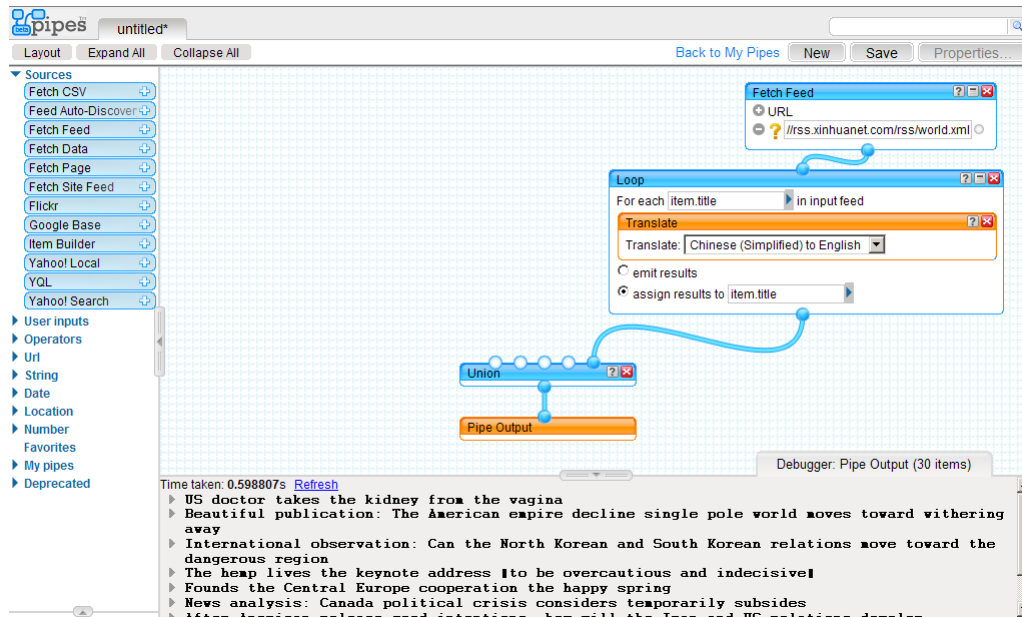 pipes
beta
untitled*
Layout Expand All Collapse All
Back to My Pipes New Save Properties...
Sources
Fetch CSV
Feed Auto-Discover
Fetch Feed
Fetch Data
Fetch Page
Fetch Site Feed
Flickr
Google Base
Item Builder
Yahoo! Local
YQL
Yahoo! Search
User inputs
Operators
Url
String
Date
Location
Number
Favorites
My pipes
Deprecated
Fetch Feed
URL
//rss.xinhuanet.com/rss/world.xml
Loop
For each item.title in input feed
Translate
Translate: Chinese (Simplified) to English
emit results
assign results to item.title
Union
Pipe Output
Debugger: Pipe Output (30 items)
Time taken: 0.598807s Refresh
US doctor takes the kidney from the vagina
Beautiful publication: The American empire decline single pole world moves toward withering
away
International observation: Can the North Korean and South Korean relations move toward the
dangerous region
The hemp lives the keynote address to be overcautious and indecisive
Founds the Central Europe cooperation the happy spring
News analysis: Canada political crisis considers temporarily subsides